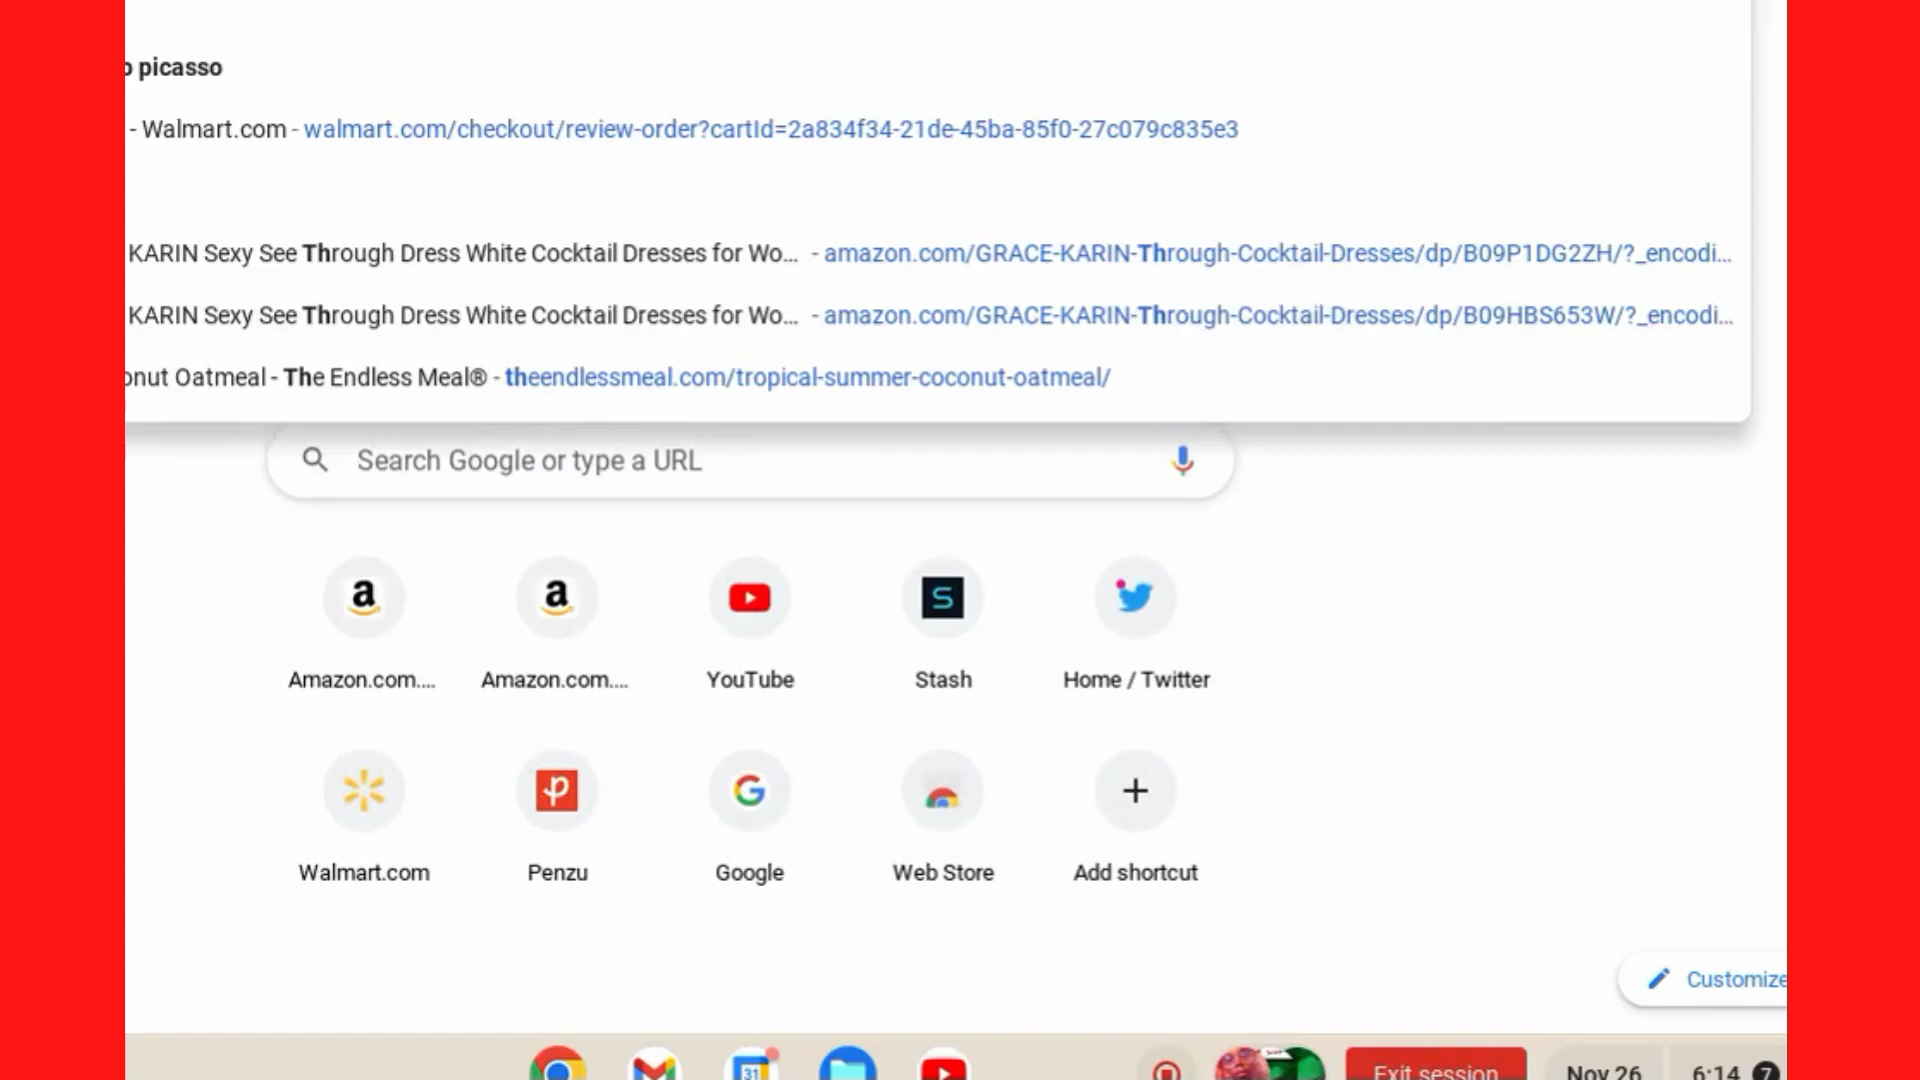 o picasso
- Walmart.com - walmart.com/checkout/review-order?cartId=2a834f34-21de-45ba-85f0-27c079c835e3
KARIN Sexy See Through Dress White Cocktail Dresses for Wo... - amazon.com/GRACE-KARIN-Through-Cocktail-Dresses/dp/B09P1DG2ZH/?_encodi...
KARIN Sexy See Through Dress White Cocktail Dresses for Wo... - amazon.com/GRACE-KARIN-Through-Cocktail-Dresses/dp/B09HBS653W/?_encodi...
onut Oatmeal - The Endless Meal® - theendlessmeal.com/tropical-summer-coconut-oatmeal/
Search Google or type a URL
Amazon.com.... Amazon.com.... YouTube Stash Home / Twitter
Walmart.com Penzu Google Web Store Add shortcut
Customize
31 Exit session Nov 26 6:14 7